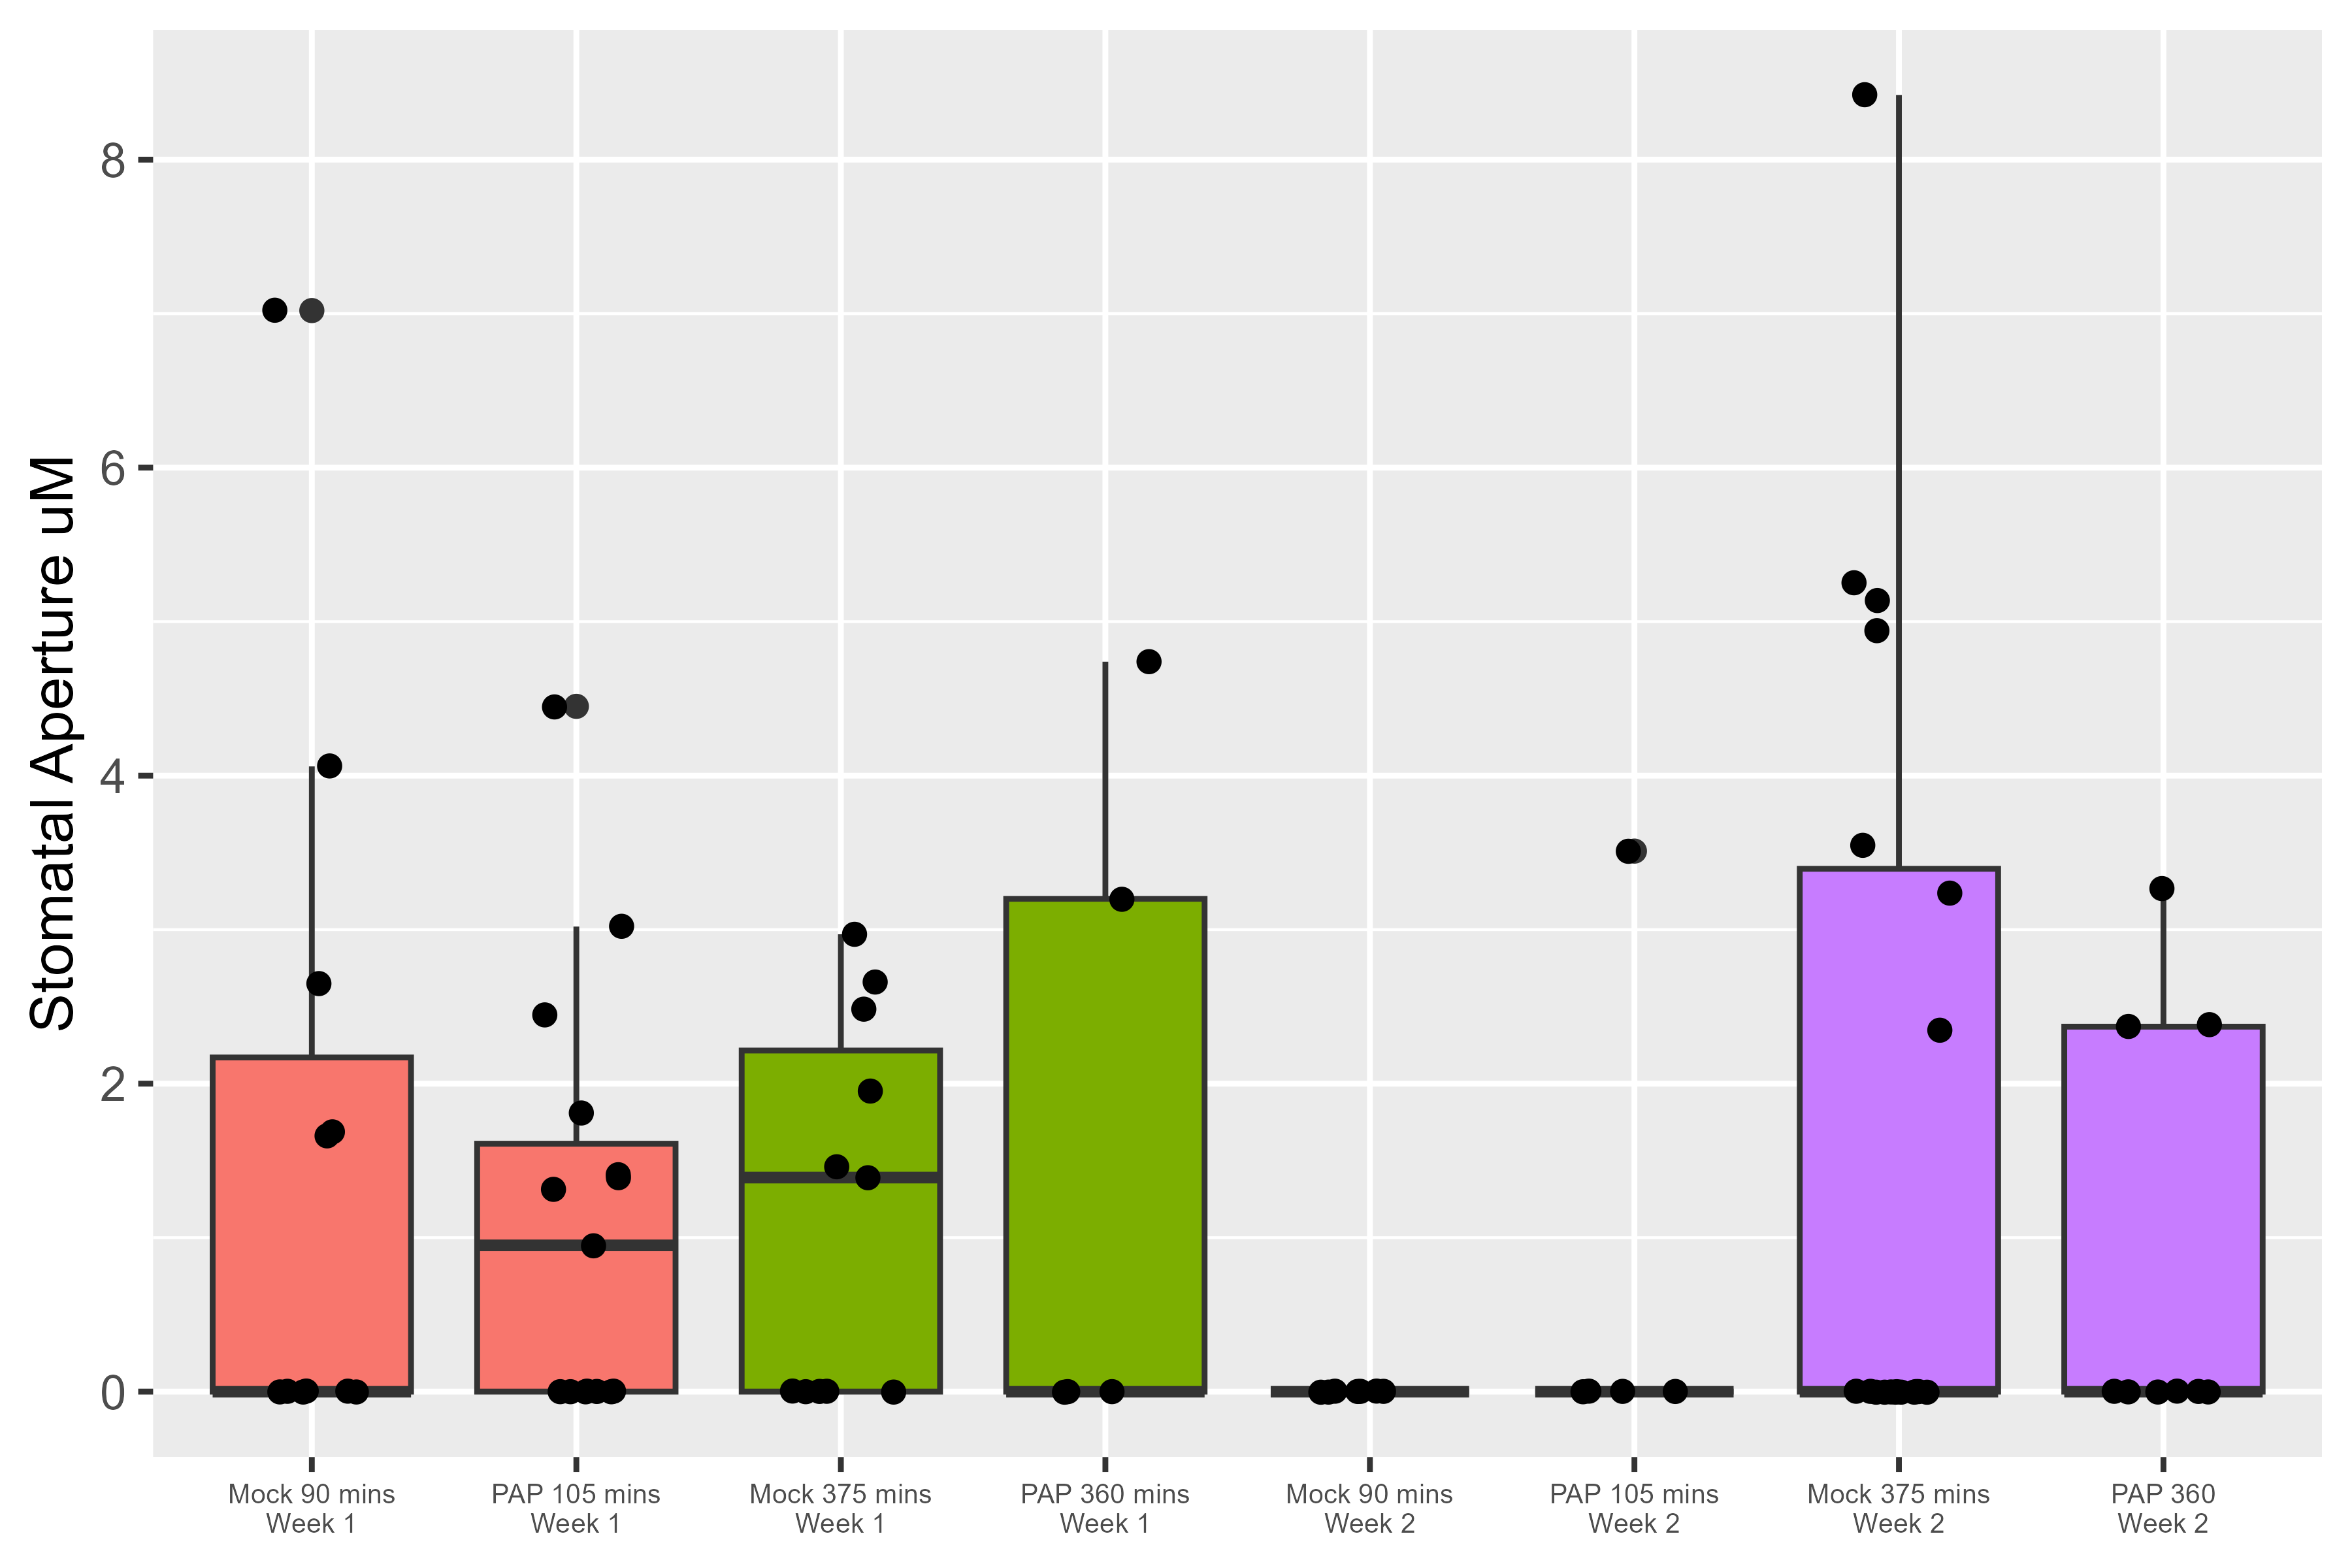 Stomatal Aperture uM
8
6
4
2
0
Mock 90 mins
Week 1
PAP 105 mins
Week 1
Mock 375 mins
Week 1
PAP 360 mins
Week 1
Mock 90 mins
Week 2
PAP 105 mins
Week 2
Mock 375 mins
Week 2
PAP 360
Week 2